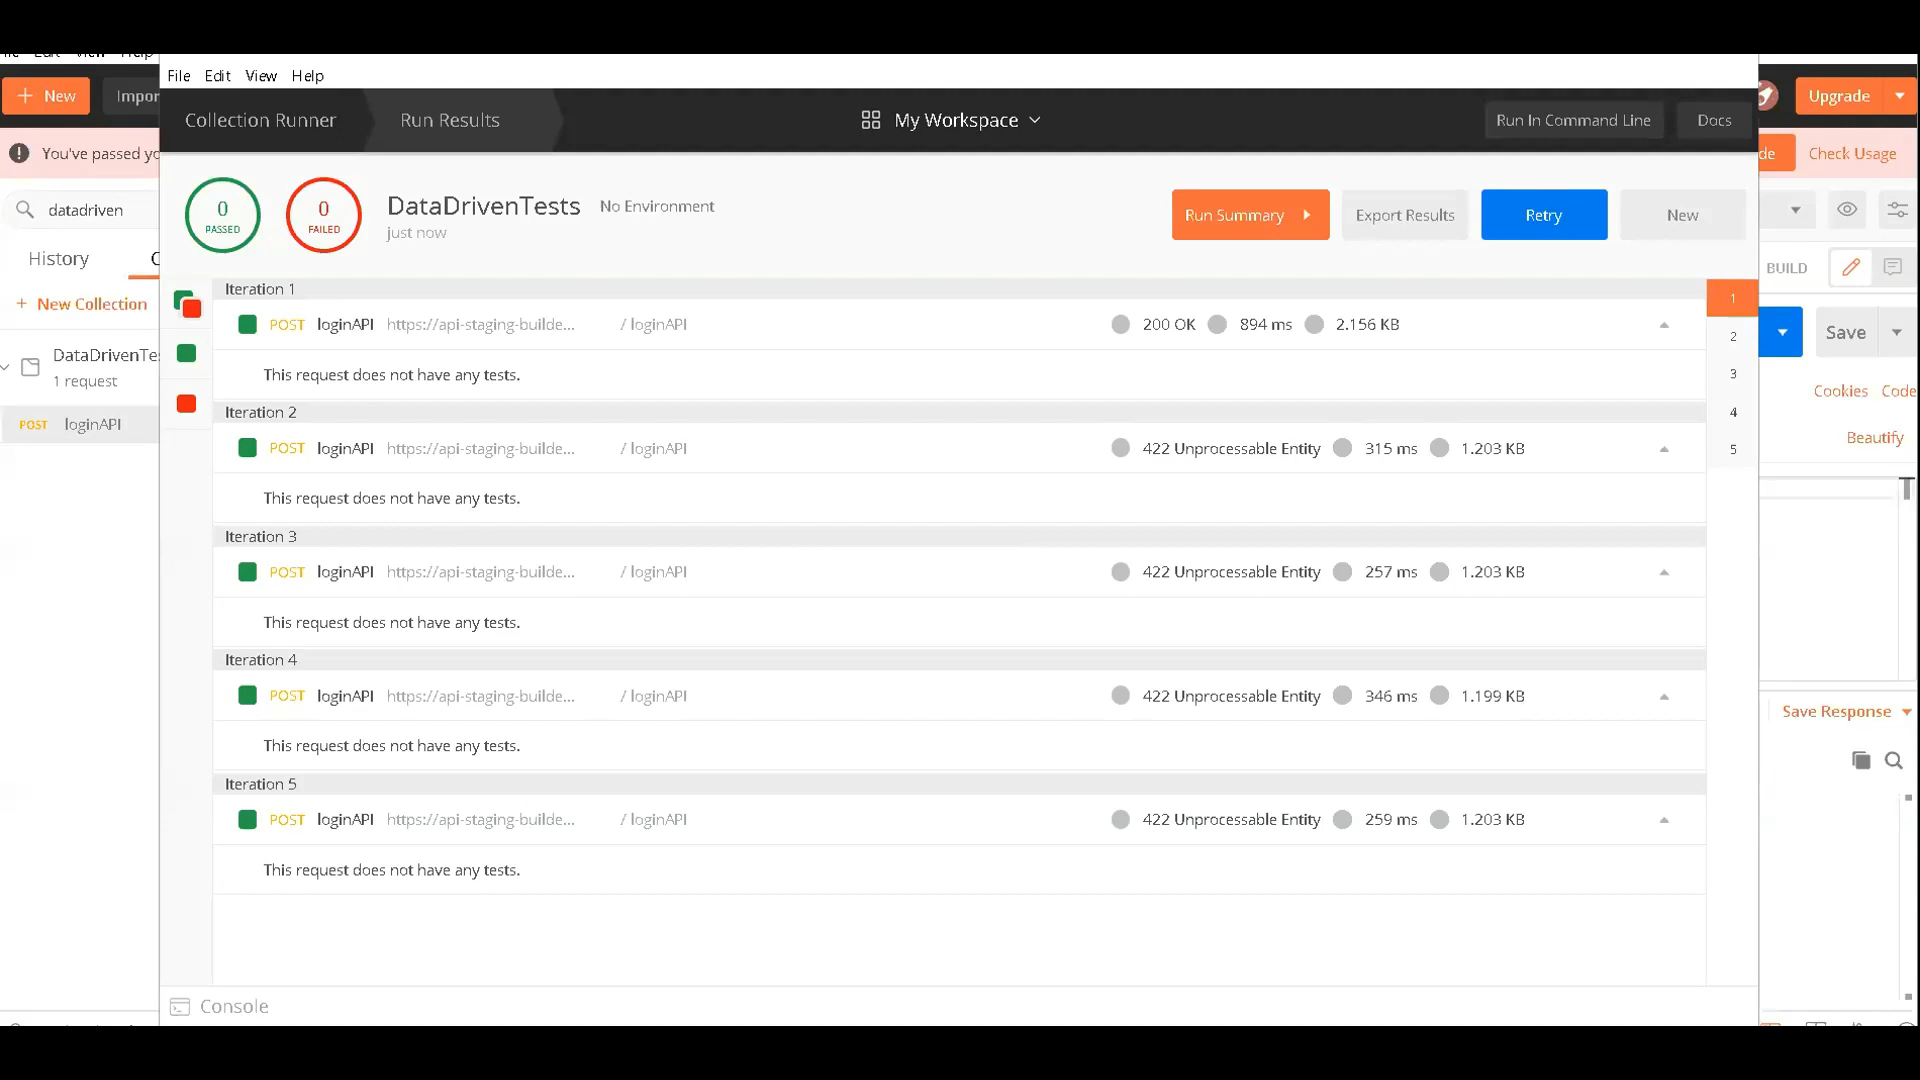 File Edit View Help
New
Impor
Collection Runner
Run Results
My Workspace
Run In Command Line
Docs
Upgrade
You've passed yo
de
Check Usage
datadriven
0
PASSED
0
FAILED
DataDrivenTests
No Environment
just now
Run Summary
Export Results
Retry
New
History
C
BUILD
New Collection
Iteration 1
POST loginAPI https://api-staging-builde... / loginAPI 200 OK 894 ms 2.156 KB
This request does not have any tests.
1
2
3
4
5
Save
DataDrivenTe
1 request
Cookies Code
POST loginAPI
Beautify
Iteration 2
POST loginAPI https://api-staging-builde... / loginAPI 422 Unprocessable Entity 315 ms 1.203 KB
This request does not have any tests.
Iteration 3
POST loginAPI https://api-staging-builde... / loginAPI 422 Unprocessable Entity 257 ms 1.203 KB
This request does not have any tests.
Iteration 4
POST loginAPI https://api-staging-builde... / loginAPI 422 Unprocessable Entity 346 ms 1.199 KB
Save Response
This request does not have any tests.
Iteration 5
POST loginAPI https://api-staging-builde... / loginAPI 422 Unprocessable Entity 259 ms 1.203 KB
This request does not have any tests.
Console